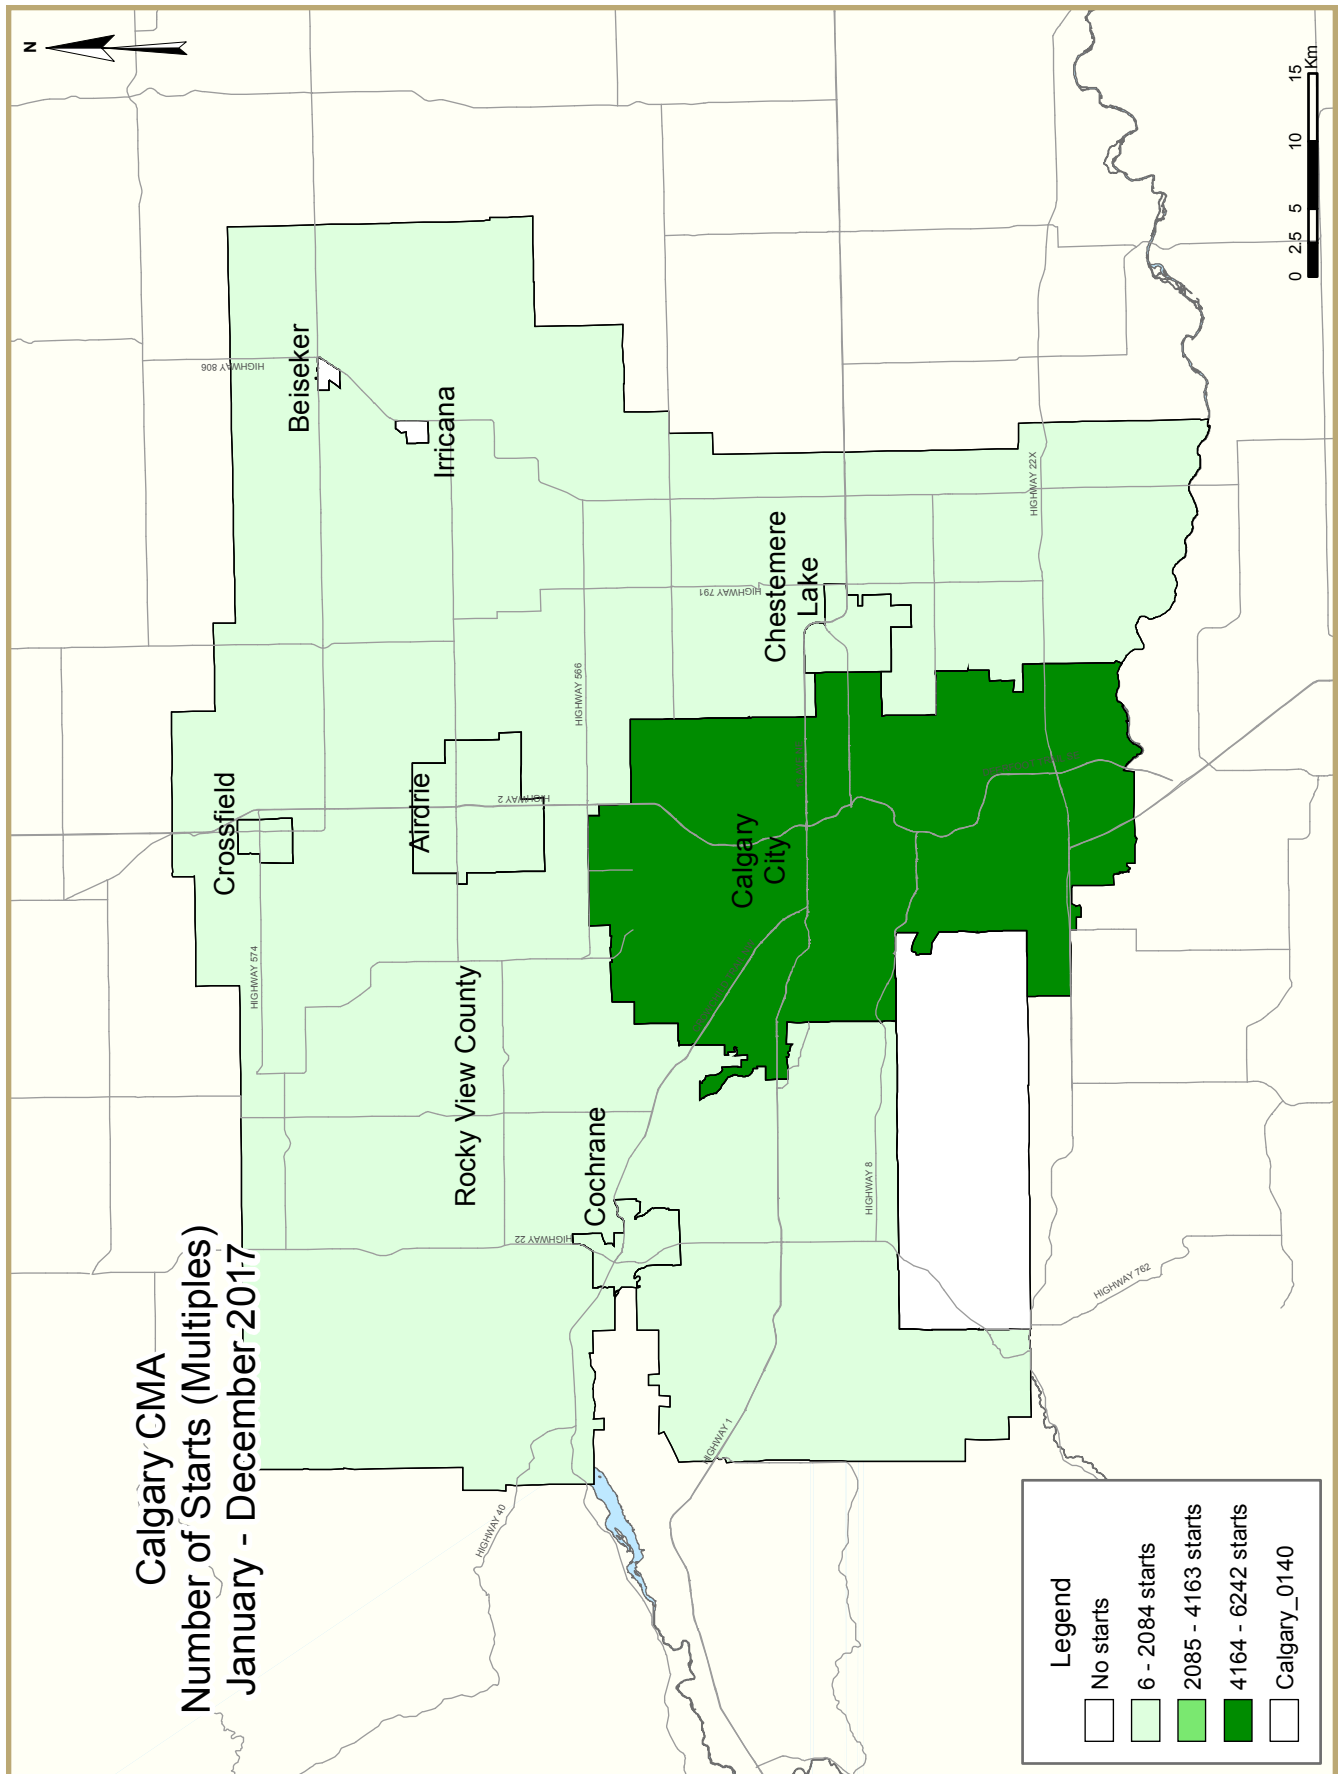 Calgary CMA
Number of Starts (Multiples)
January - December 2017
N
Crossfield
Beiseker
Irricana
Airdrie
Rocky View County
Cochrane
Calgary
City
Chestemere
Lake
HIGHWAY 806
HIGHWAY 574
HIGHWAY 2
HIGHWAY 566
HIGHWAY 791
HIGHWAY 22X
HIGHWAY 22
HIGHWAY 8
HIGHWAY 1
HIGHWAY 40
HIGHWAY 762
Legend
No starts
6 - 2084 starts
2085 - 4163 starts
4164 - 6242 starts
Calgary_0140
0 2.5 5 10 15
Km